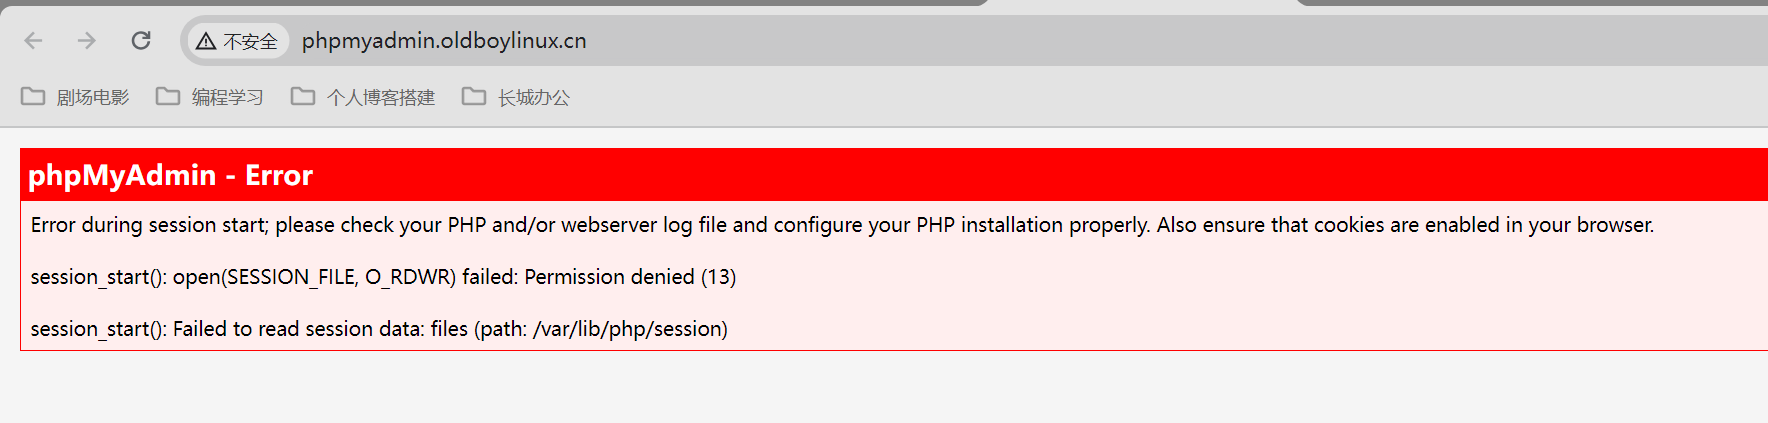 不安全 phpmyadmin.oldboylinux.cn
剧场电影 编程学习 个人博客搭建 长城办公
phpMyAdmin - Error
Error during session start; please check your PHP and/or webserver log file and configure your PHP installation properly. Also ensure that cookies are enabled in your browser.
session_start(): open(SESSION_FILE, O_RDWR) failed: Permission denied (13)
session_start(): Failed to read session data: files (path: /var/lib/php/session)